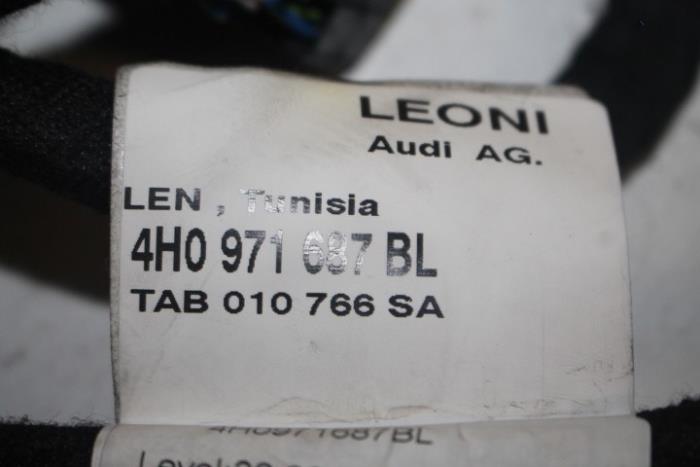 LEONI
Audi AG.
LEN , Tunisia
4H0 971 687 BL
TAB 010 766 SA
4H0971687BL